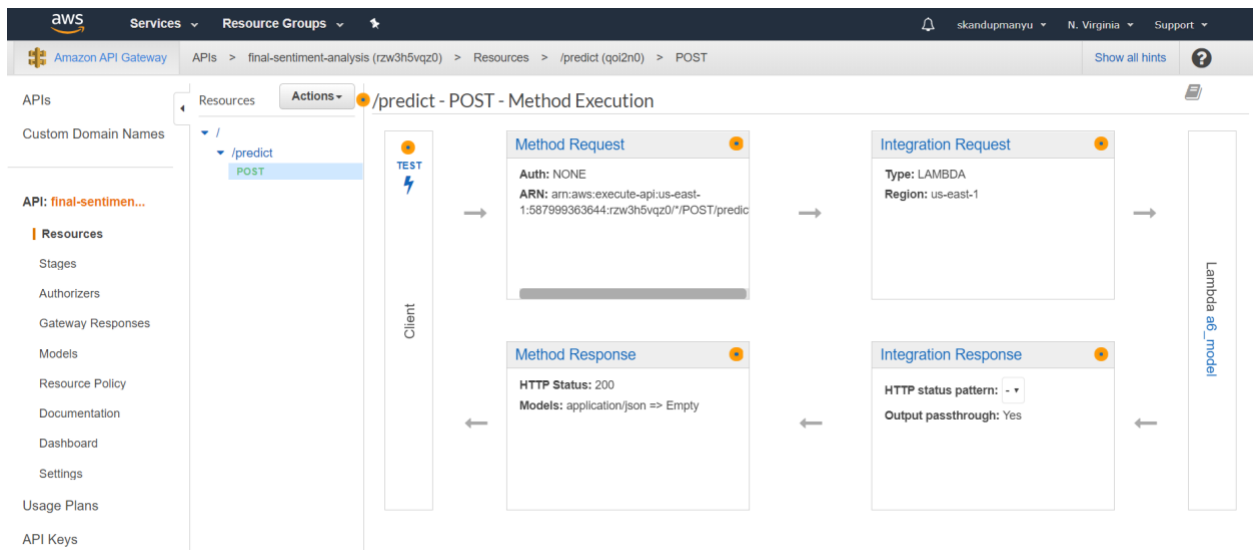 aws Services Resource Groups skandupmanyu N. Virginia Support
Amazon API Gateway APIs > final-sentiment-analysis (rzw3h5vqz0) > Resources > /predict (qoi2n0) > POST Show all hints ?
APIs
Custom Domain Names
API: final-sentimen...
Resources
Stages
Authorizers
Gateway Responses
Models
Resource Policy
Documentation
Dashboard
Settings
Usage Plans
API Keys
Resources Actions
/
/predict
POST
/predict - POST - Method Execution
TEST
Client
Method Request
Auth: NONE
ARN: arn:aws:execute-api:us-east-
1:587999363644:rzw3h5vqz0/*/POST/predic
Integration Request
Type: LAMBDA
Region: us-east-1
Lambda a6_model
Method Response
HTTP Status: 200
Models: application/json => Empty
Integration Response
HTTP status pattern: -
Output passthrough: Yes